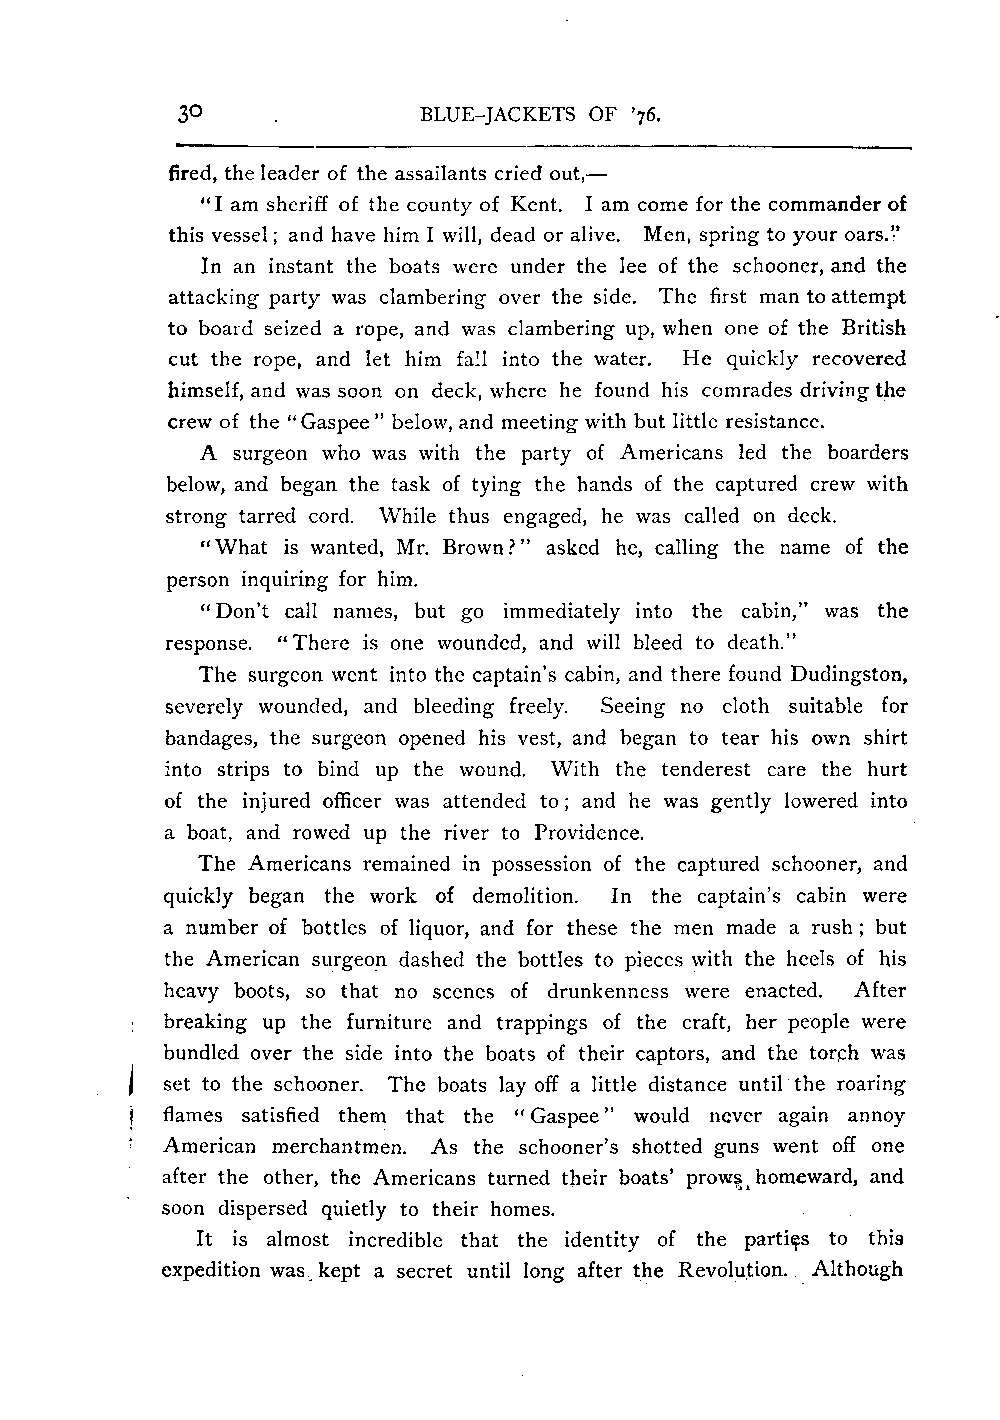 30 BLUE-JACKETS OF '76.
fired, the leader of the assailants cried out,—
"I am sheriff of the county of Kent. I am come for the commander of
this vessel; and have him I will, dead or alive. Men, spring to your oars."
In an instant the boats were under the lee of the schooner, and the
attacking party was clambering over the side. The first man to attempt
to board seized a rope, and was clambering up, when one of the British
cut the rope, and let him fall into the water. He quickly recovered
himself, and was soon on deck, where he found his comrades driving the
crew of the "Gaspee" below, and meeting with but little resistance.
A surgeon who was with the party of Americans led the boarders
below, and began the task of tying the hands of the captured crew with
strong tarred cord. While thus engaged, he was called on deck.
"What is wanted, Mr. Brown?" asked he, calling the name of the
person inquiring for him.
"Don't call names, but go immediately into the cabin," was the
response. "There is one wounded, and will bleed to death."
The surgeon went into the captain's cabin, and there found Dudingston,
severely wounded, and bleeding freely. Seeing no cloth suitable for
bandages, the surgeon opened his vest, and began to tear his own shirt
into strips to bind up the wound. With the tenderest care the hurt
of the injured officer was attended to; and he was gently lowered into
a boat, and rowed up the river to Providence.
The Americans remained in possession of the captured schooner, and
quickly began the work of demolition. In the captain's cabin were
a number of bottles of liquor, and for these the men made a rush; but
the American surgeon dashed the bottles to pieces with the heels of his
heavy boots, so that no scenes of drunkenness were enacted. After
breaking up the furniture and trappings of the craft, her people were
bundled over the side into the boats of their captors, and the torch was
set to the schooner. The boats lay off a little distance until the roaring
flames satisfied them that the "Gaspee" would never again annoy
American merchantmen. As the schooner's shotted guns went off one
after the other, the Americans turned their boats' prows homeward, and
soon dispersed quietly to their homes.
It is almost incredible that the identity of the parties to this
expedition was kept a secret until long after the Revolution. Although